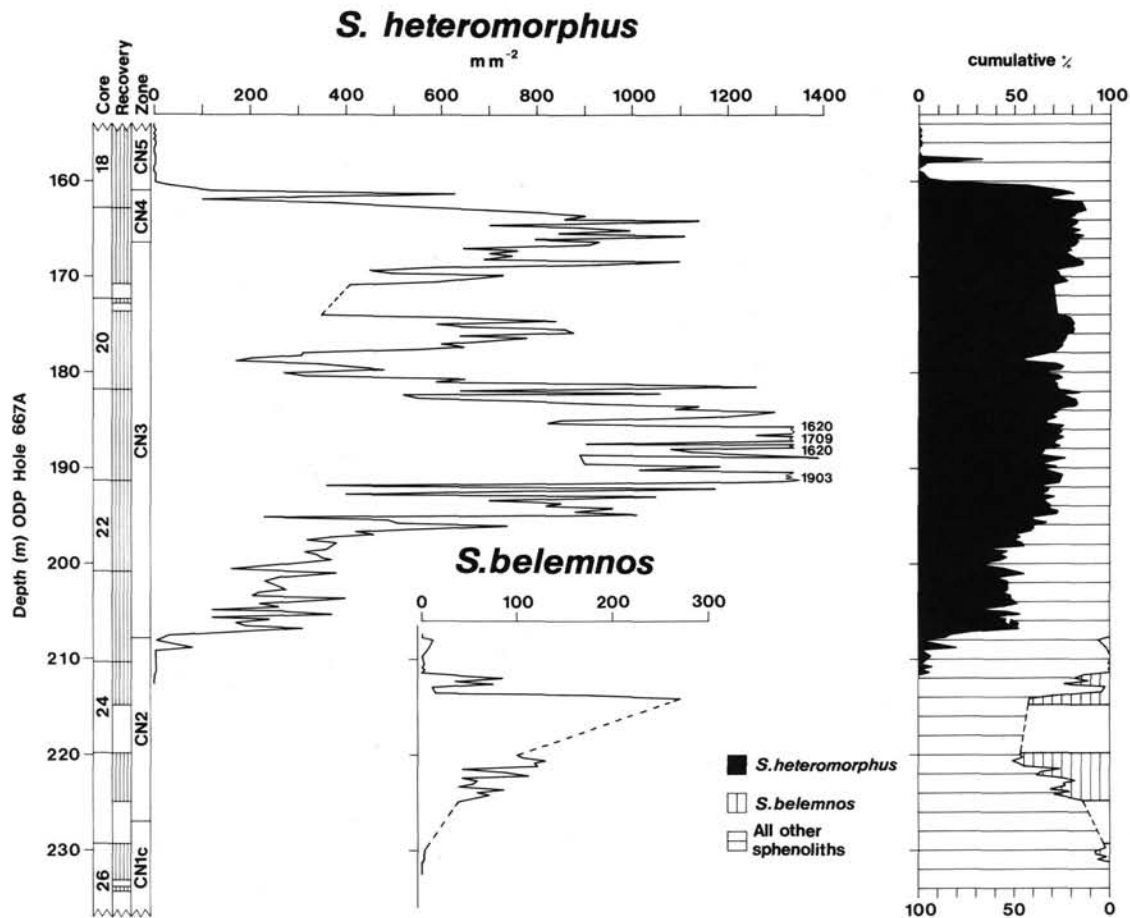 S. heteromorphus
mm⁻²
cumulative %
Core
Recovery
Zone
0 200 400 600 800 1000 1200 1400
0 50 100
Depth (m) ODP Hole 667A
160
170
180
190
200
210
220
230
18
20
22
24
26
CN5
CN4
CN3
CN2
CN1c
1620
1709
1620
1903
S. belemnos
0 100 200 300
S. heteromorphus
S. belemnos
All other
sphenoliths
100 50 0